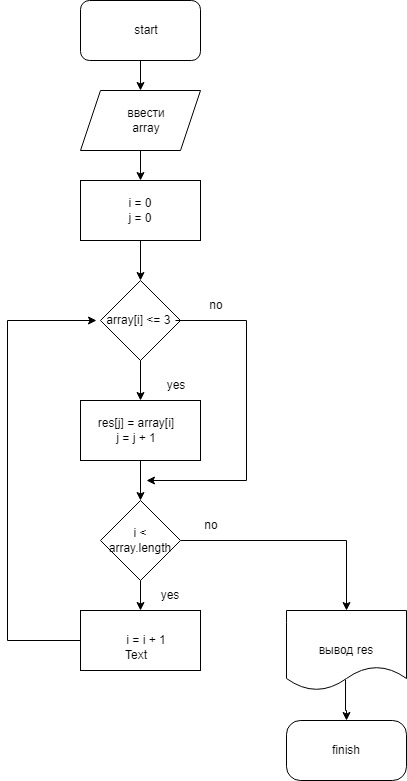 start
ввести
array
i = 0
j = 0
array[i] <= 3
no
yes
res[j] = array[i]
j = j + 1
i <
array.length
no
yes
i = i + 1
Text
вывод res
finish